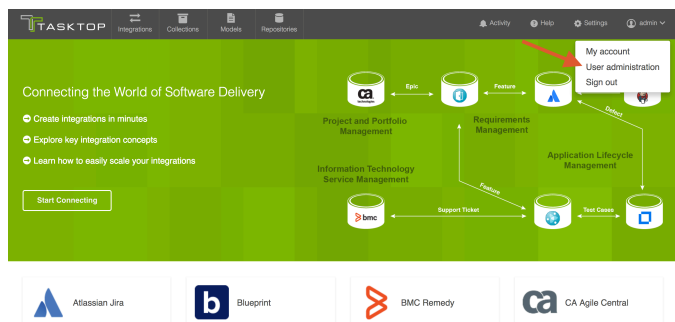 TASKTOP
Integrations
Collections
Models
Repositories
Activity
Help
Settings
admin
My account
User administration
Sign out
Connecting the World of Software Delivery
Create integrations in minutes
Explore key integration concepts
Learn how to easily scale your integrations
Start Connecting
ca
technologies
Epic
Feature
Defect
Project and Portfolio
Management
Requirements
Management
Application Lifecycle
Management
Information Technology
Service Management
Feature
bmc
Support Ticket
Test Cases
Atlassian Jira
b
Blueprint
BMC Remedy
ca
CA Agile Central